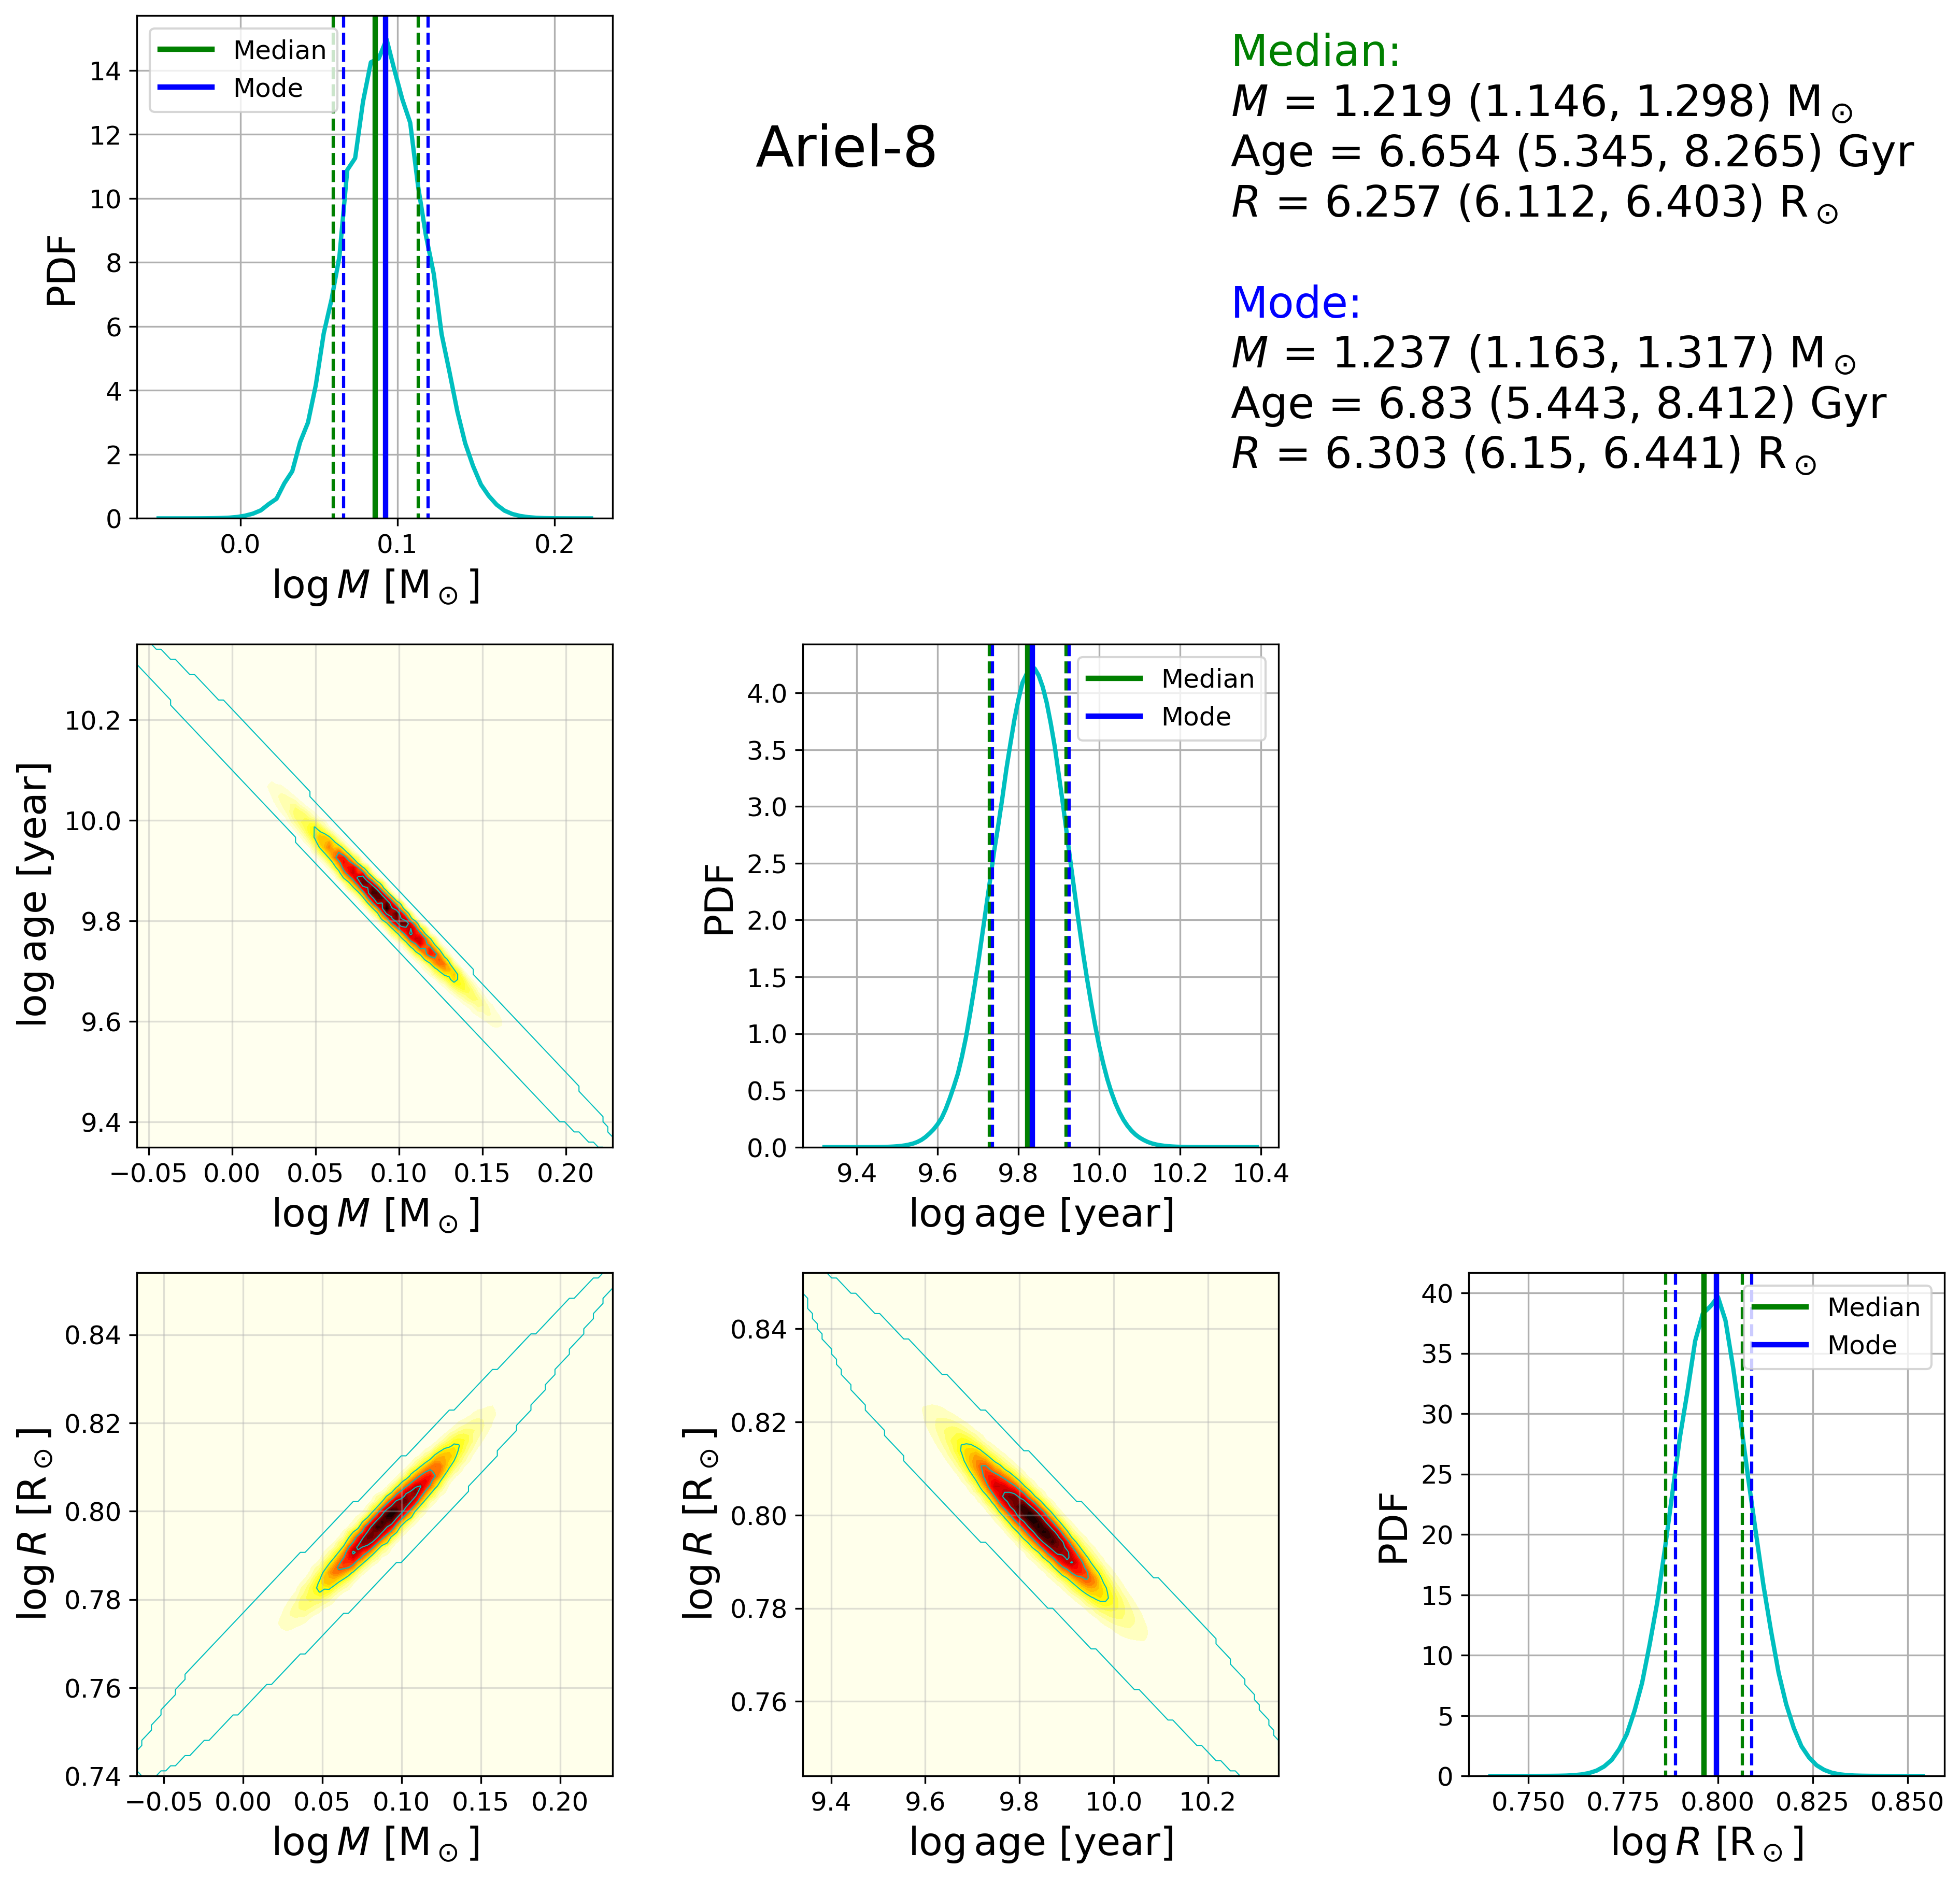 Median
Mode
14
12
10
8
6
4
2
0
PDF
0.0 0.1 0.2
log M [M⊙]
Ariel-8
Median:
M = 1.219 (1.146, 1.298) M⊙
Age = 6.654 (5.345, 8.265) Gyr
R = 6.257 (6.112, 6.403) R⊙
Mode:
M = 1.237 (1.163, 1.317) M⊙
Age = 6.83 (5.443, 8.412) Gyr
R = 6.303 (6.15, 6.441) R⊙
10.2
10.0
9.8
9.6
9.4
log age [year]
−0.05 0.00 0.05 0.10 0.15 0.20
log M [M⊙]
Median
Mode
4.0
3.5
3.0
2.5
2.0
1.5
1.0
0.5
0.0
PDF
9.4 9.6 9.8 10.0 10.2 10.4
log age [year]
0.84
0.82
0.80
0.78
0.76
0.74
log R [R⊙]
−0.05 0.00 0.05 0.10 0.15 0.20
log M [M⊙]
0.84
0.82
0.80
0.78
0.76
log R [R⊙]
9.4 9.6 9.8 10.0 10.2
log age [year]
Median
Mode
40
35
30
25
20
15
10
5
0
PDF
0.750 0.775 0.800 0.825 0.850
log R [R⊙]